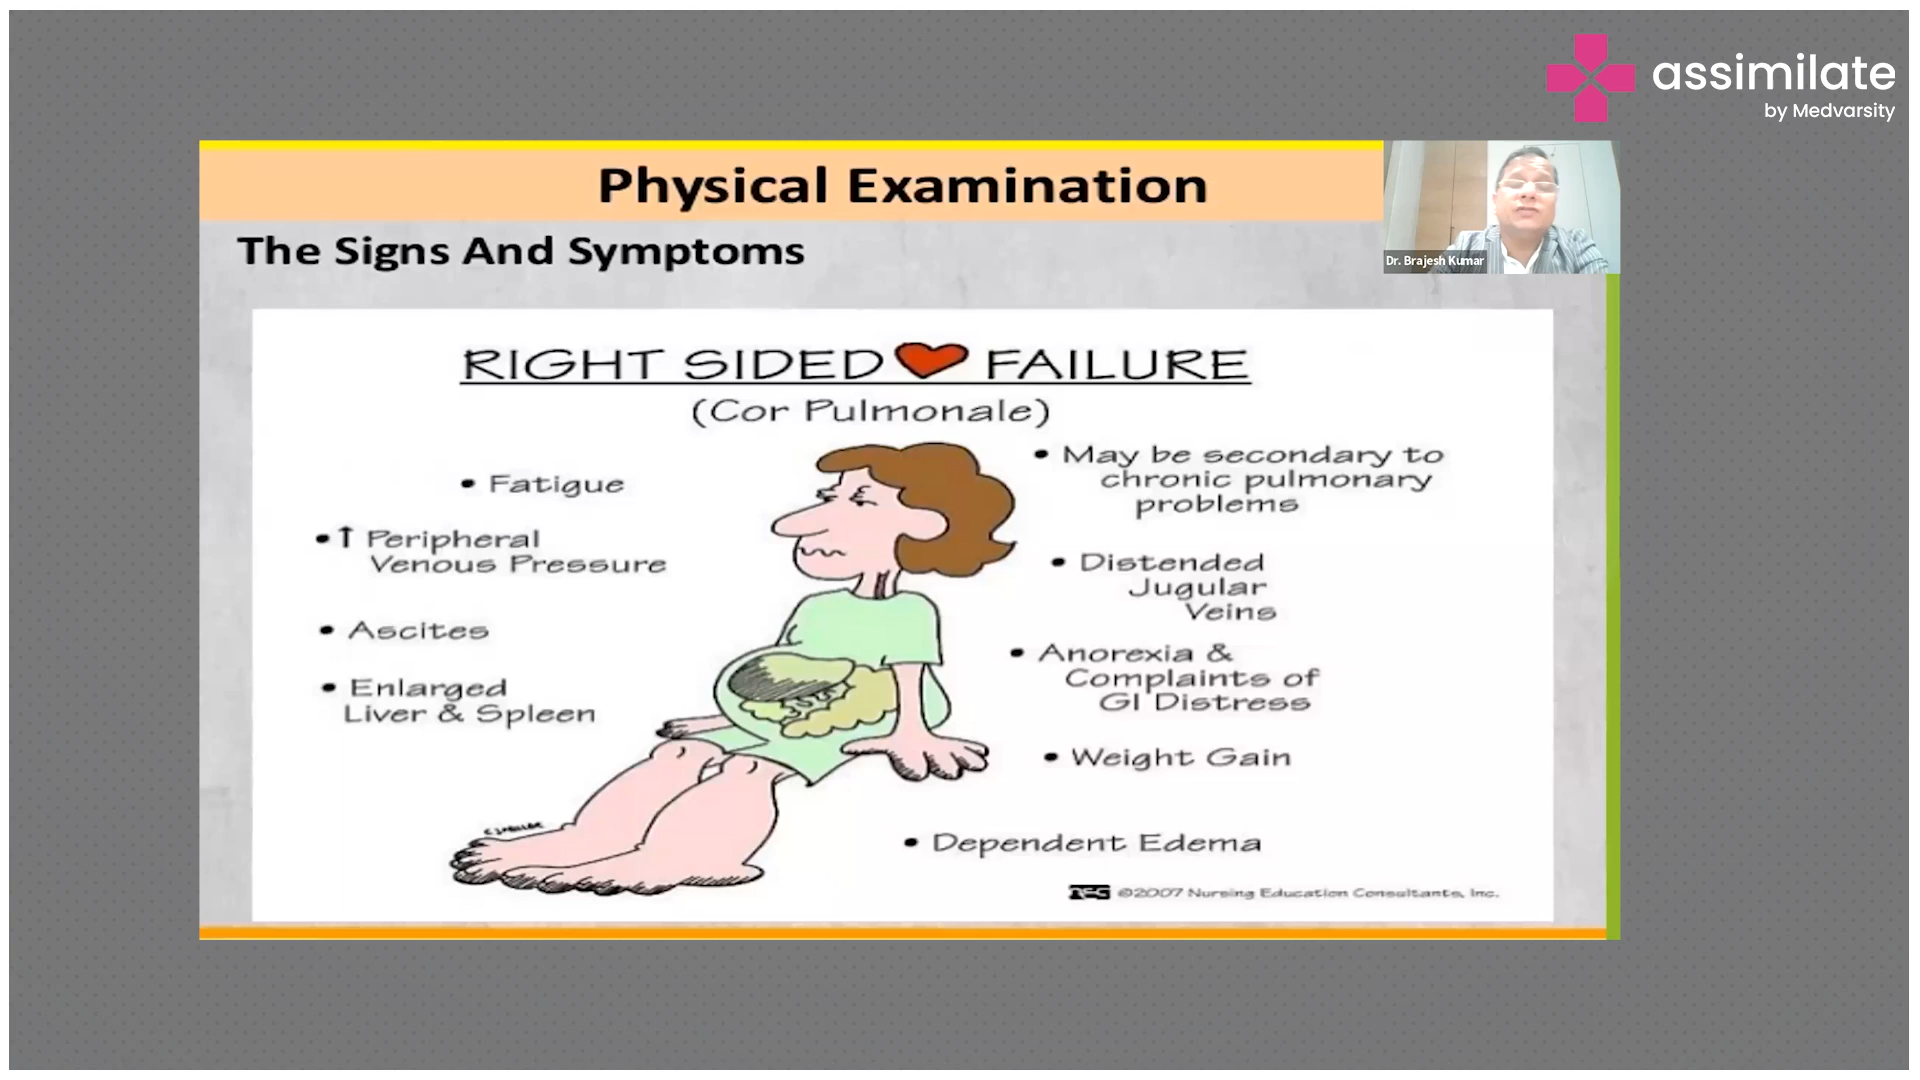 assimilate
by Medvarsity
Physical Examination
Dr. Brajesh Kumar
The Signs And Symptoms
RIGHT SIDED FAILURE
(Cor Pulmonale)
• Fatigue
• ↑ Peripheral
Venous Pressure
• Ascites
• Enlarged
Liver & Spleen
• May be secondary to
chronic pulmonary
problems
• Distended
Jugular
Veins
• Anorexia &
Complaints of
GI Distress
• Weight Gain
• Dependent Edema
©2007 Nursing Education Consultants, Inc.